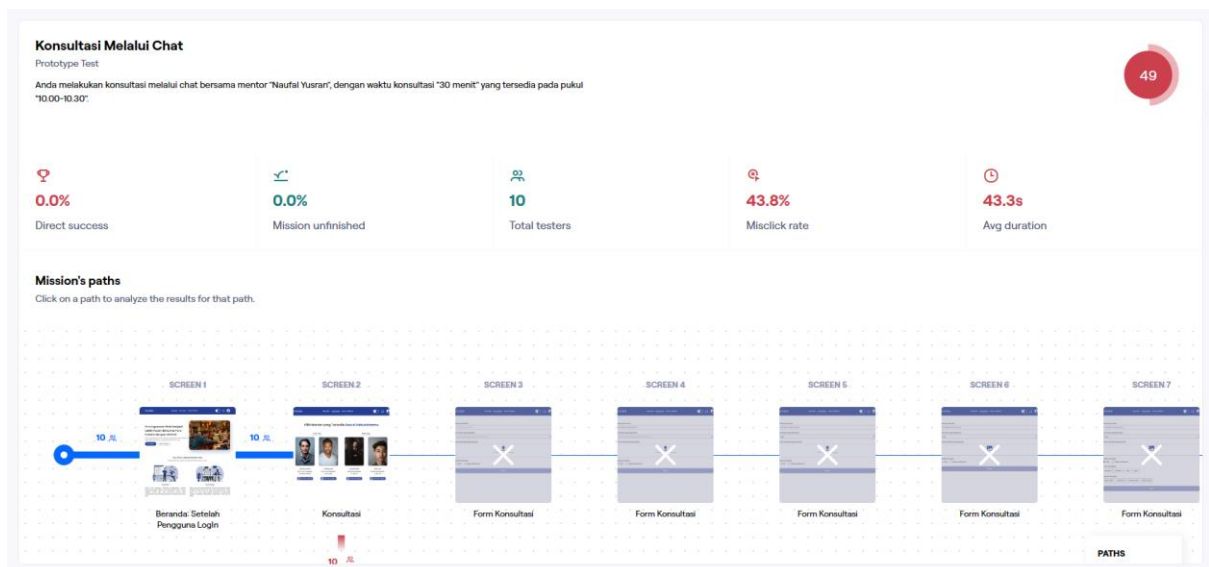 Konsultasi Melalui Chat
Prototype Test
Anda melakukan konsultasi melalui chat bersama mentor "Naufal Yusran", dengan waktu konsultasi "30 menit" yang tersedia pada pukul
"10.00-10.30".
49
0.0%
Direct success
0.0%
Mission unfinished
10
Total testers
43.8%
Misclick rate
43.3s
Avg duration
Mission's paths
Click on a path to analyze the results for that path.
SCREEN 1
SCREEN 2
SCREEN 3
SCREEN 4
SCREEN 5
SCREEN 6
SCREEN 7
10
10
Beranda: Setelah
Pengguna Login
Konsultasi
Form Konsultasi
Form Konsultasi
Form Konsultasi
Form Konsultasi
Form Konsultasi
10
PATHS